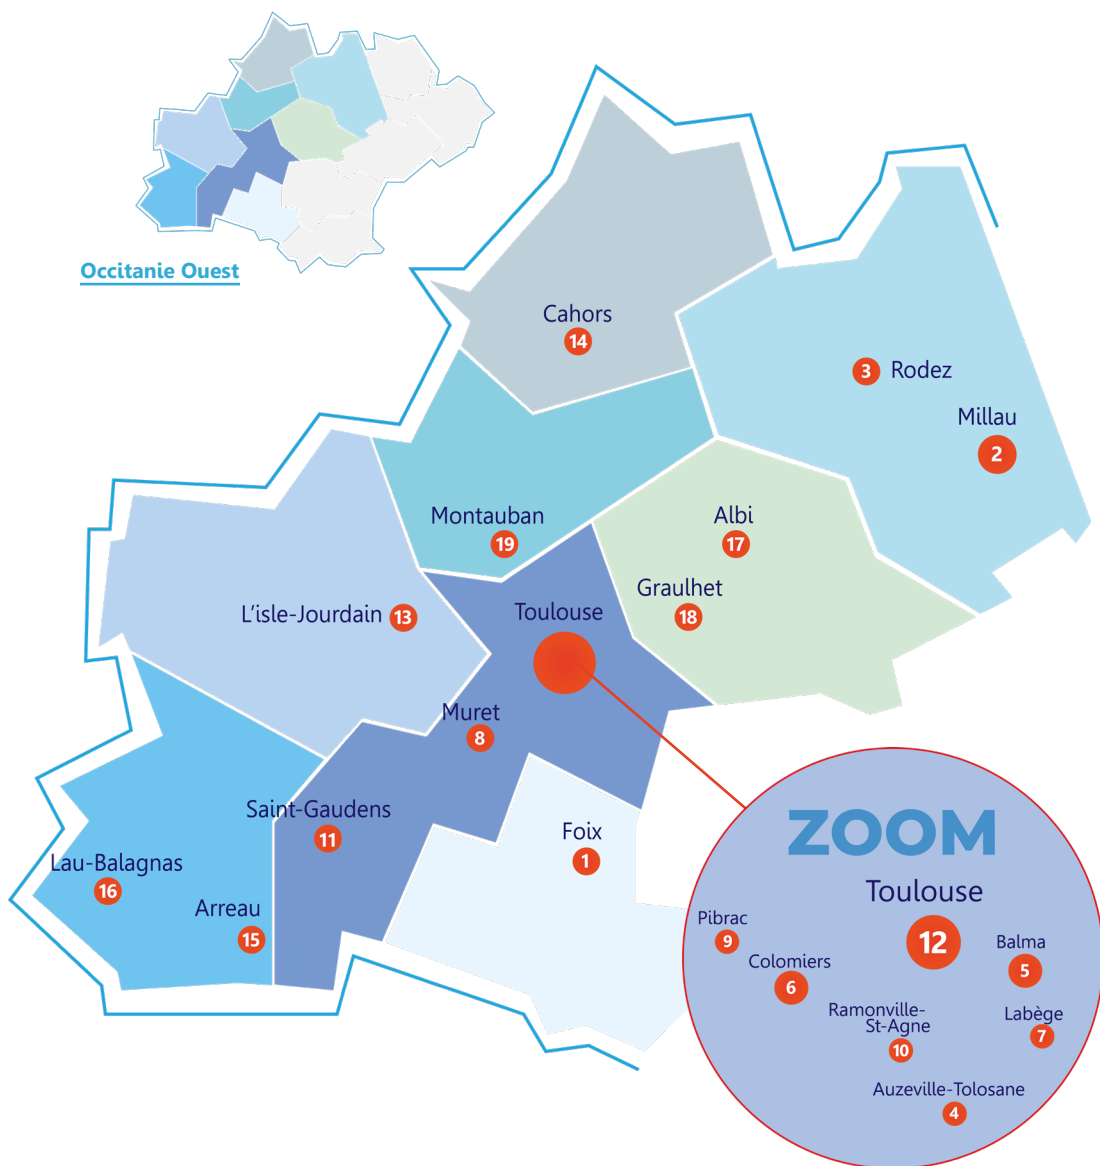 Occitanie Ouest
Cahors
14
3
Rodez
Millau
2
Montauban
19
Albi
17
Graulhet
18
L'isle-Jourdain
13
Toulouse
Muret
8
Saint-Gaudens
11
Lau-Balagnas
16
Arreau
15
Foix
1
ZOOM
Toulouse
12
Pibrac
9
Balma
5
Colomiers
6
Ramonville-
St-Agne
10
Labège
7
Auzeville-Tolosane
4